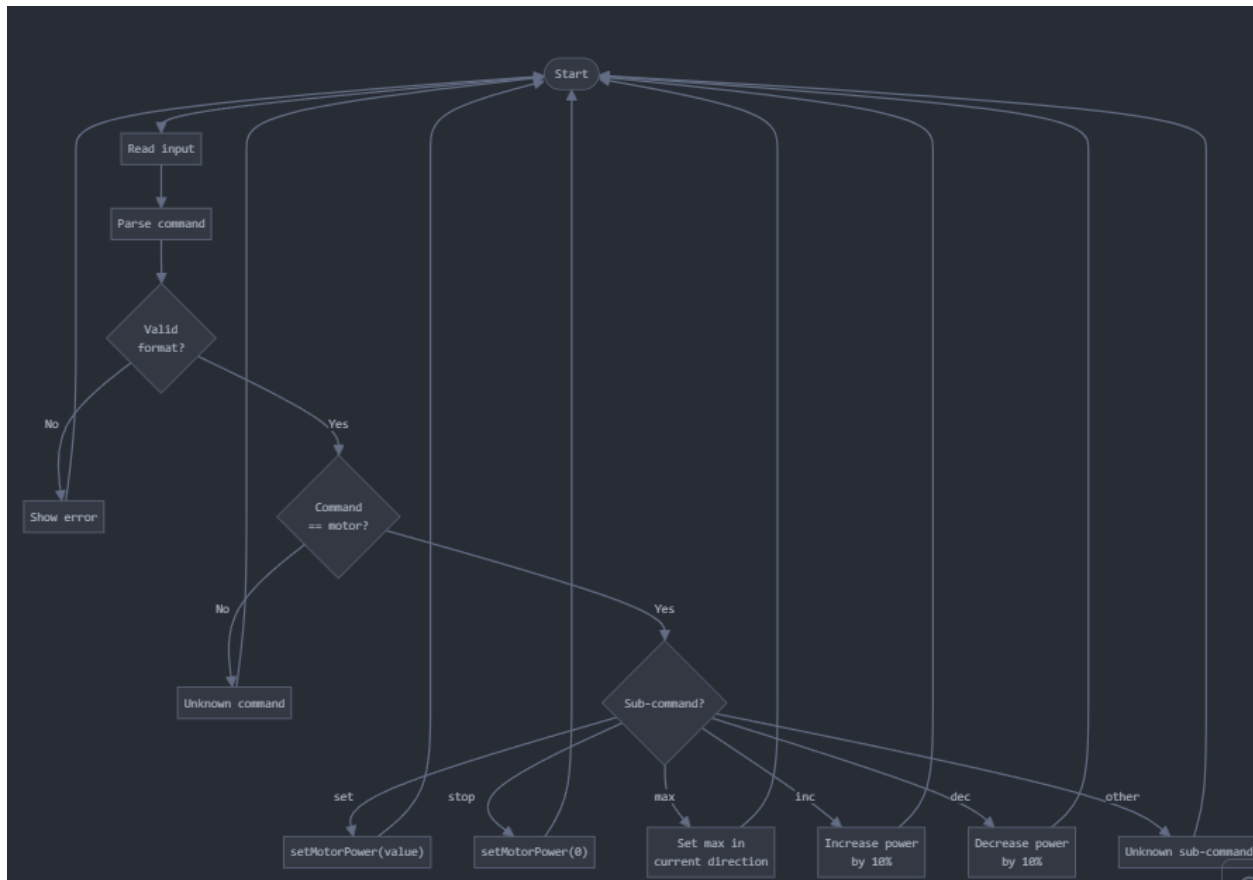 Start
Read input
Parse command
Valid
format?
No
Yes
Show error
Command
== motor?
No
Yes
Unknown command
Sub-command?
set
stop
max
inc
dec
other
setMotorPower(value)
setMotorPower(0)
Set max in
current direction
Increase power
by 10%
Decrease power
by 10%
Unknown sub-command